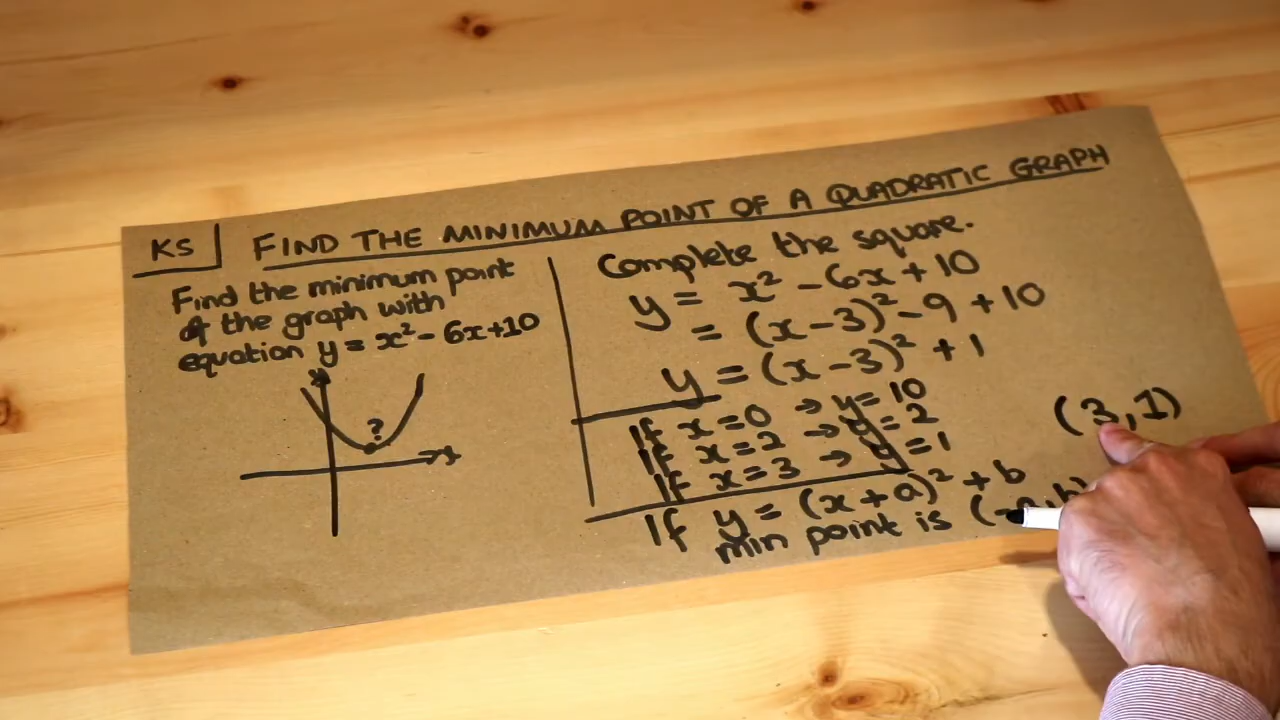 KS
FIND THE MINIMUM POINT OF A QUADRATIC GRAPH
Find the minimum point
of the graph with
equation y = x² - 6x+10
y
?
x
Complete the square.
y = x² - 6x + 10
= (x-3)² - 9 + 10
y = (x-3)² + 1
If x=0 → y= 10
If x=2 → y= 2
If x=3 → y=1
If y = (x+a)² + b
min point is (-a, b)
(3,1)